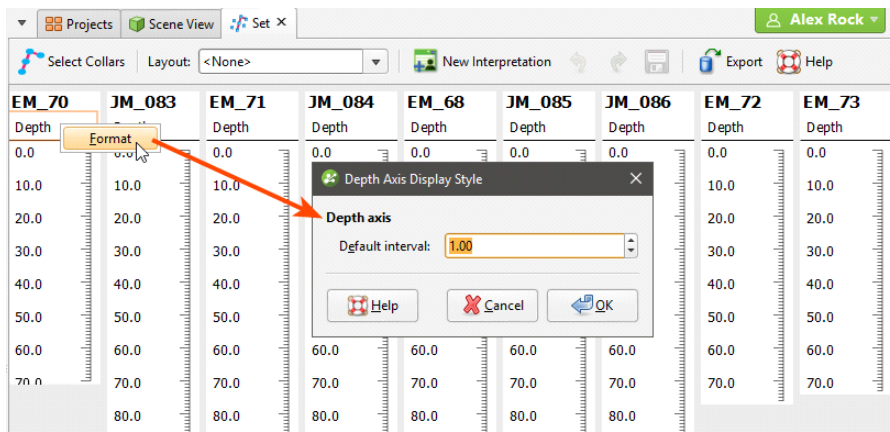 Projects Scene View Set Alex Rock
Select Collars Layout: <None> New Interpretation Export Help
EM_70 JM_083 EM_71 JM_084 EM_68 JM_085 JM_086 EM_72 EM_73
Depth Depth Depth Depth Depth Depth Depth Depth
Format
0.0 0.0 0.0 0.0 0.0 0.0 0.0 0.0 0.0
Depth Axis Display Style
10.0 10.0 10.0 10.0 10.0
Depth axis
20.0 20.0 20.0 20.0 20.0
Default interval: 1.00
30.0 30.0 30.0 30.0 30.0
40.0 40.0 40.0 40.0 40.0
Help Cancel OK
50.0 50.0 50.0 50.0 50.0
60.0 60.0 60.0 60.0 60.0 60.0 60.0 60.0 60.0
70.0 70.0 70.0 70.0 70.0 70.0 70.0 70.0 70.0
80.0 80.0 80.0 80.0 80.0 80.0